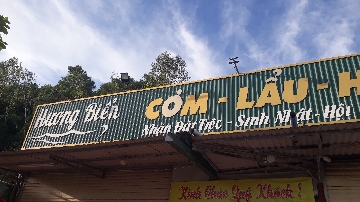 Hương Biển
CƠM - LẨU - H
Nhận Đặt Tiệc - Sinh Nhật - Hội
Kính Chào Quý Khách!